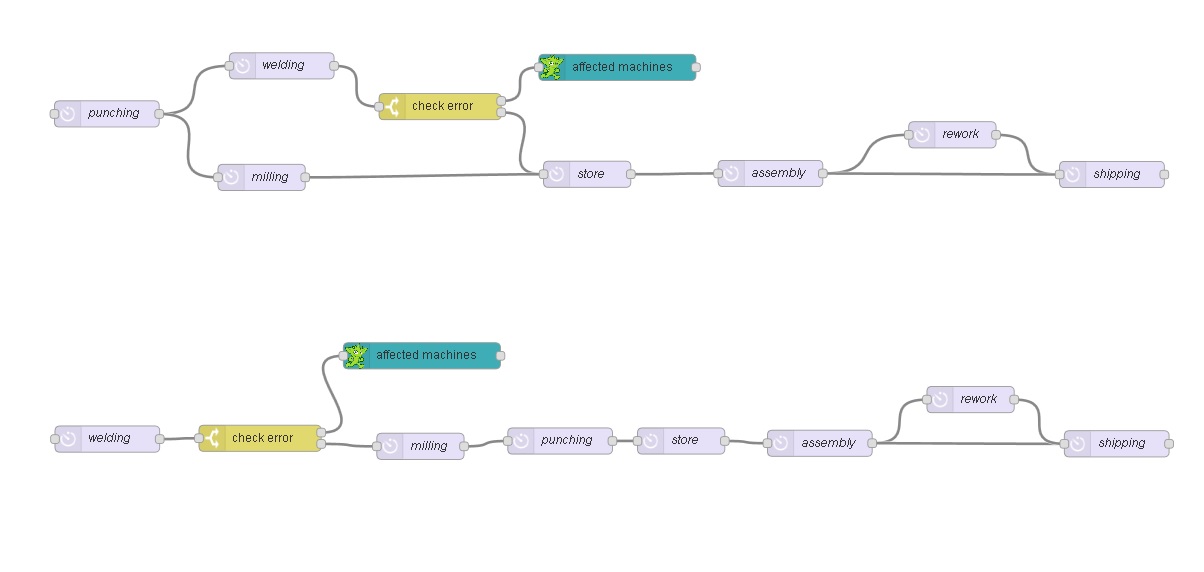 welding
affected machines
punching
check error
rework
milling
store
assembly
shipping
affected machines
welding
check error
milling
punching
store
assembly
rework
shipping